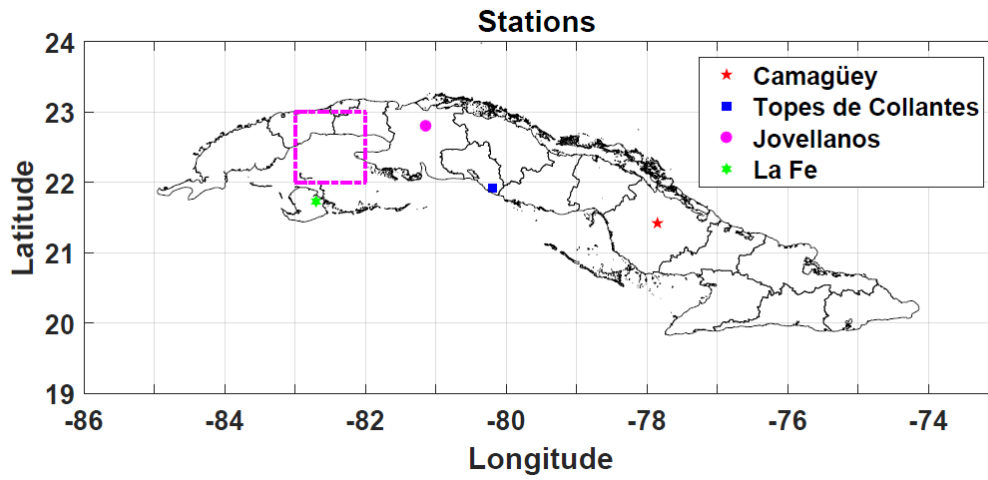 Stations
24
23
22
21
20
19
Latitude
-86
-84
-82
-80
-78
-76
-74
Longitude
Camagüey
Topes de Collantes
Jovellanos
La Fe